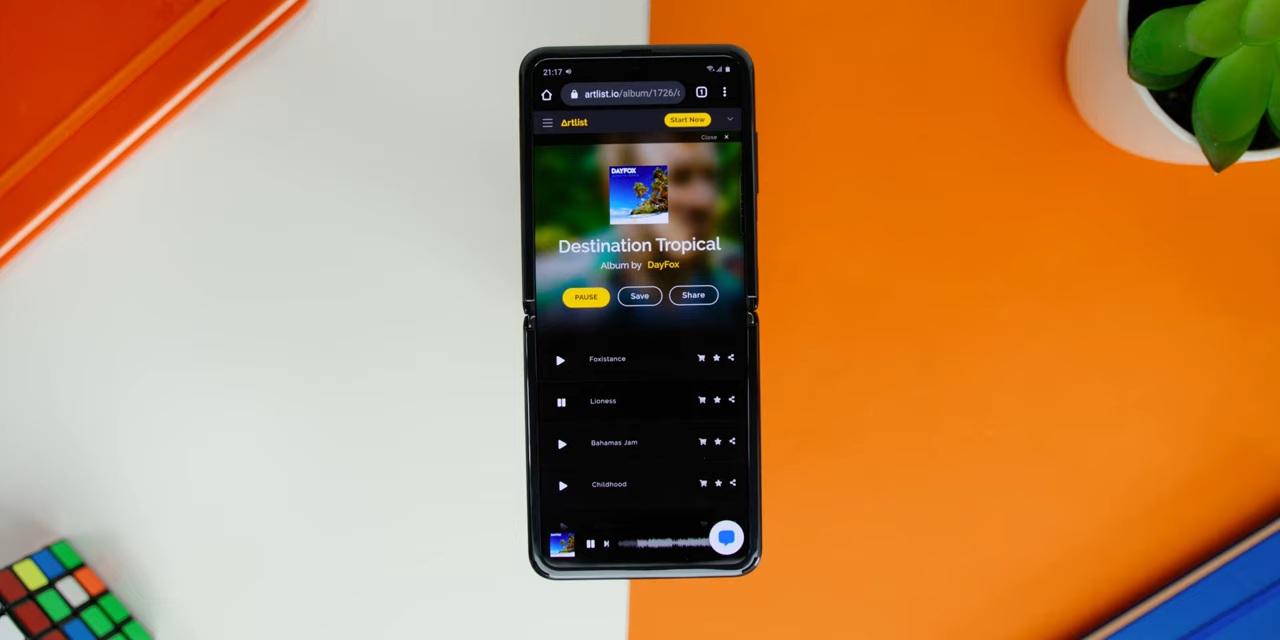 21:17
artlist.io/album/1726/
1
Artlist
Start Now
Close ×
DAYFOX
Destination Tropical
Album by DayFox
PAUSE
Save
Share
Foxistance
Lioness
Bahamas Jam
Childhood